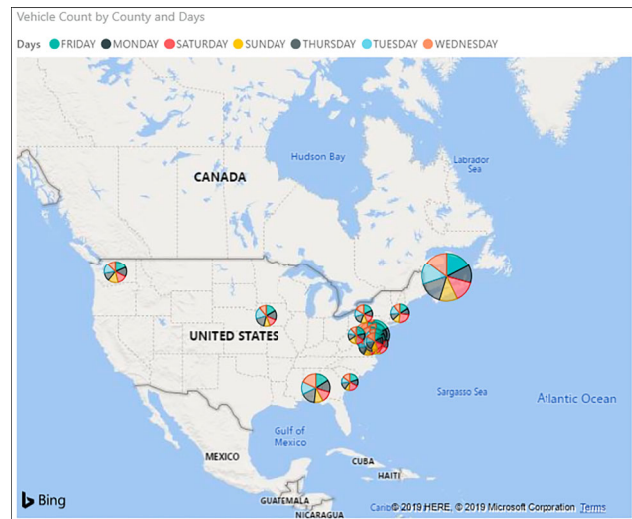 Vehicle Count by County and Days
Days FRIDAY MONDAY SATURDAY SUNDAY THURSDAY TUESDAY WEDNESDAY
Hudson Bay
Labrador
Sea
CANADA
UNITED STATES
Sargasso Sea
Atlantic Ocean
Gulf of
Mexico
MEXICO
CUBA
HAITI
Bing
GUATEMALA
Carib © 2019 HERE, © 2019 Microsoft Corporation Terms
NICARAGUA